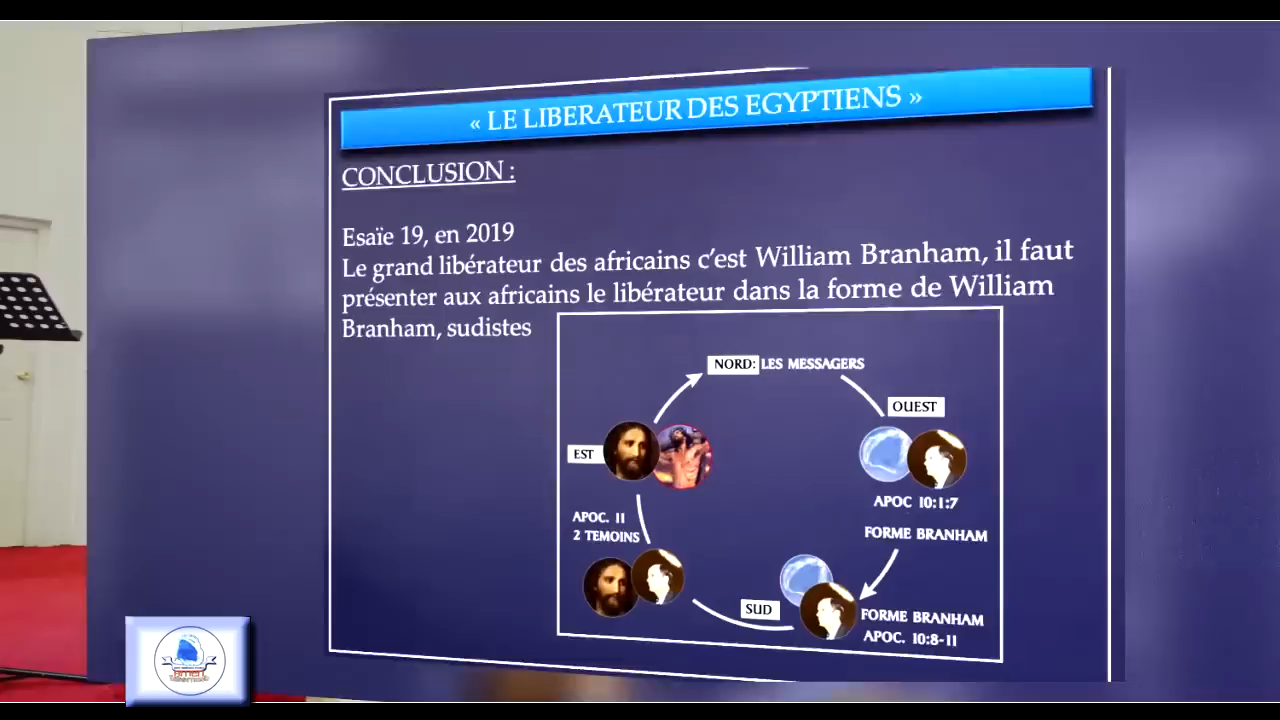 « LE LIBERATEUR DES EGYPTIENS »
CONCLUSION :
Esaïe 19, en 2019
Le grand libérateur des africains c’est William Branham, il faut
présenter aux africains le libérateur dans la forme de William
Branham, sudistes
NORD: LES MESSAGERS
OUEST
EST
APOC 10:1:7
APOC. 11
2 TEMOINS
FORME BRANHAM
SUD
FORME BRANHAM
APOC. 10:8-11